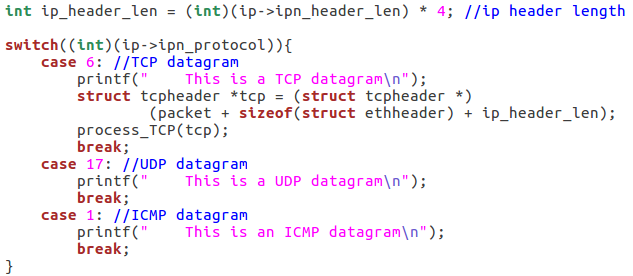 int ip_header_len = (int)(ip->ipn_header_len) * 4; //ip header length

switch((int)(ip->ipn_protocol)){
    case 6: //TCP datagram
        printf("    This is a TCP datagram\n");
        struct tcpheader *tcp = (struct tcpheader *)
                (packet + sizeof(struct ethheader) + ip_header_len);
        process_TCP(tcp);
        break;
    case 17: //UDP datagram
        printf("    This is a UDP datagram\n");
        break;
    case 1: //ICMP datagram
        printf("    This is an ICMP datagram\n");
        break;
}